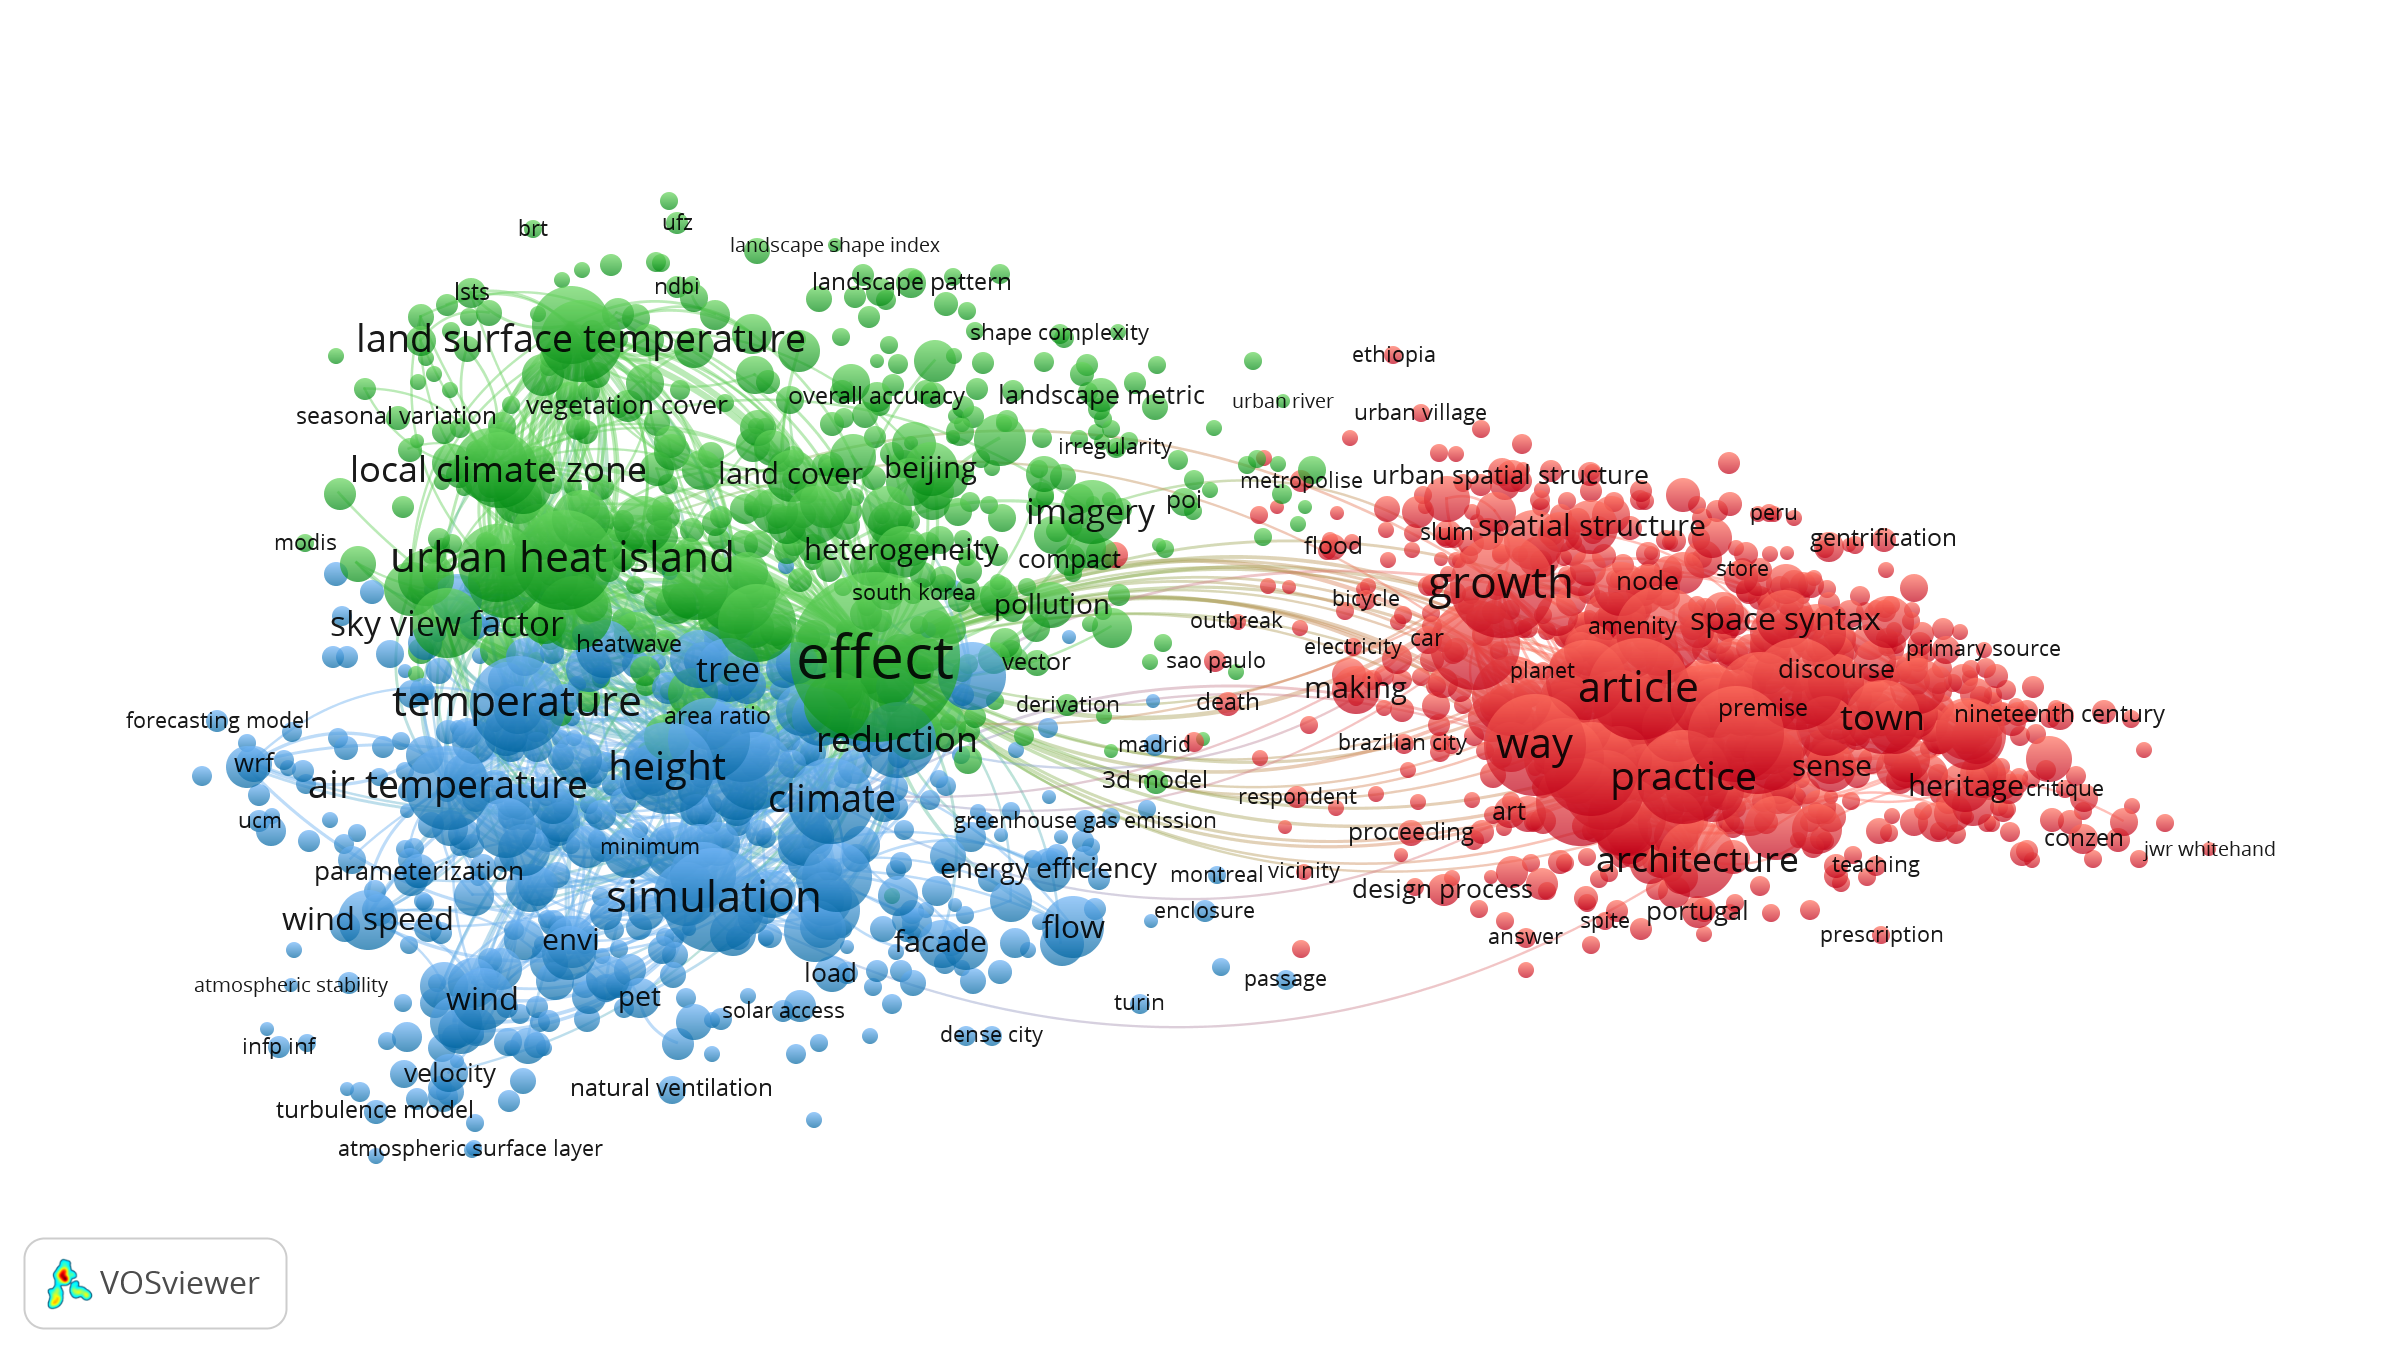 brt
ufz
landscape shape index
landscape pattern
ndbi
lsts
land surface temperature
shape complexity
ethiopia
seasonal variation
vegetation cover
overall accuracy
landscape metric
urban river
urban village
irregularity
local climate zone
land cover
beijing
metropolise
urban spatial structure
imagery
poi
peru
slum
spatial structure
modis
urban heat island
heterogeneity
compact
flood
gentrification
south korea
pollution
growth
node
store
bicycle
sky view factor
heatwave
outbreak
amenity
space syntax
effect
tree
vector
sao paulo
electricity
car
planet
discourse
primary source
temperature
area ratio
derivation
death
making
article
premise
town
nineteenth century
forecasting model
reduction
madrid
brazilian city
way
wrf
air temperature
height
climate
3d model
respondent
practice
sense
heritage
critique
ucm
minimum
greenhouse gas emission
proceeding
art
conzen
jwr whitehand
parameterization
simulation
energy efficiency
montreal
vicinity
design process
architecture
teaching
wind speed
envi
facade
flow
enclosure
answer
spite
portugal
prescription
atmospheric stability
wind
pet
load
solar access
passage
turin
dense city
infp inf
velocity
natural ventilation
turbulence model
atmospheric surface layer
VOSviewer